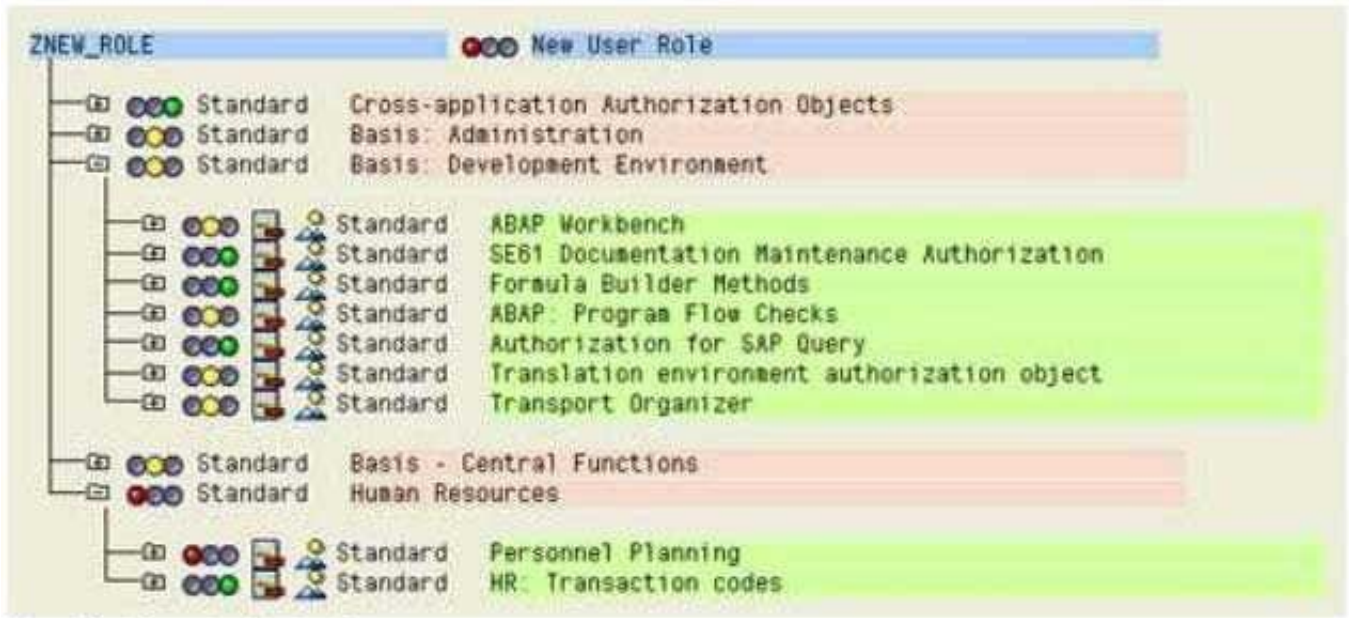 ZNEW_ROLE New User Role
Standard Cross-application Authorization Objects
Standard Basis: Administration
Standard Basis: Development Environment
Standard ABAP Workbench
Standard SE61 Documentation Maintenance Authorization
Standard Formula Builder Methods
Standard ABAP: Program Flow Checks
Standard Authorization for SAP Query
Standard Translation environment authorization object
Standard Transport Organizer
Standard Basis - Central Functions
Standard Human Resources
Standard Personnel Planning
Standard HR: Transaction codes